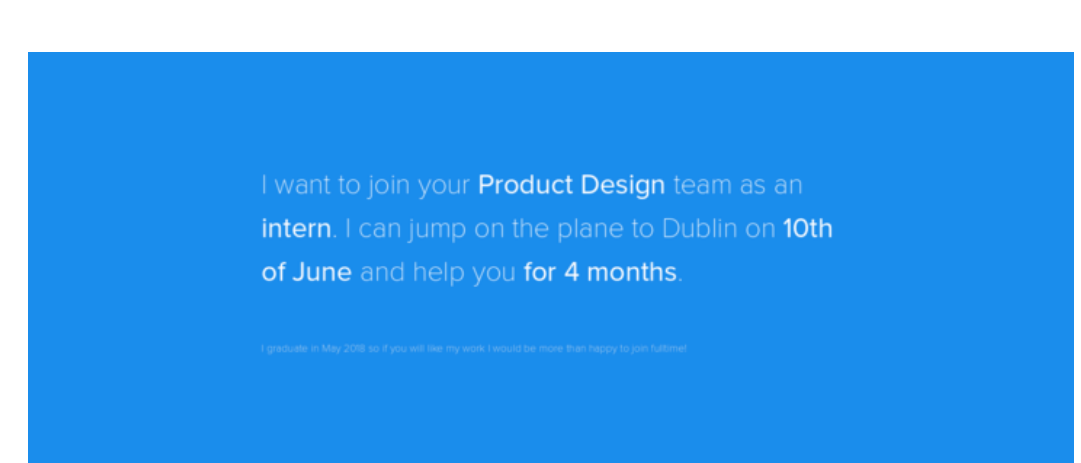 I want to join your Product Design team as an
intern. I can jump on the plane to Dublin on 10th
of June and help you for 4 months.
I graduate in May 2018 so if you will like my work I would be more than happy to join fulltime!